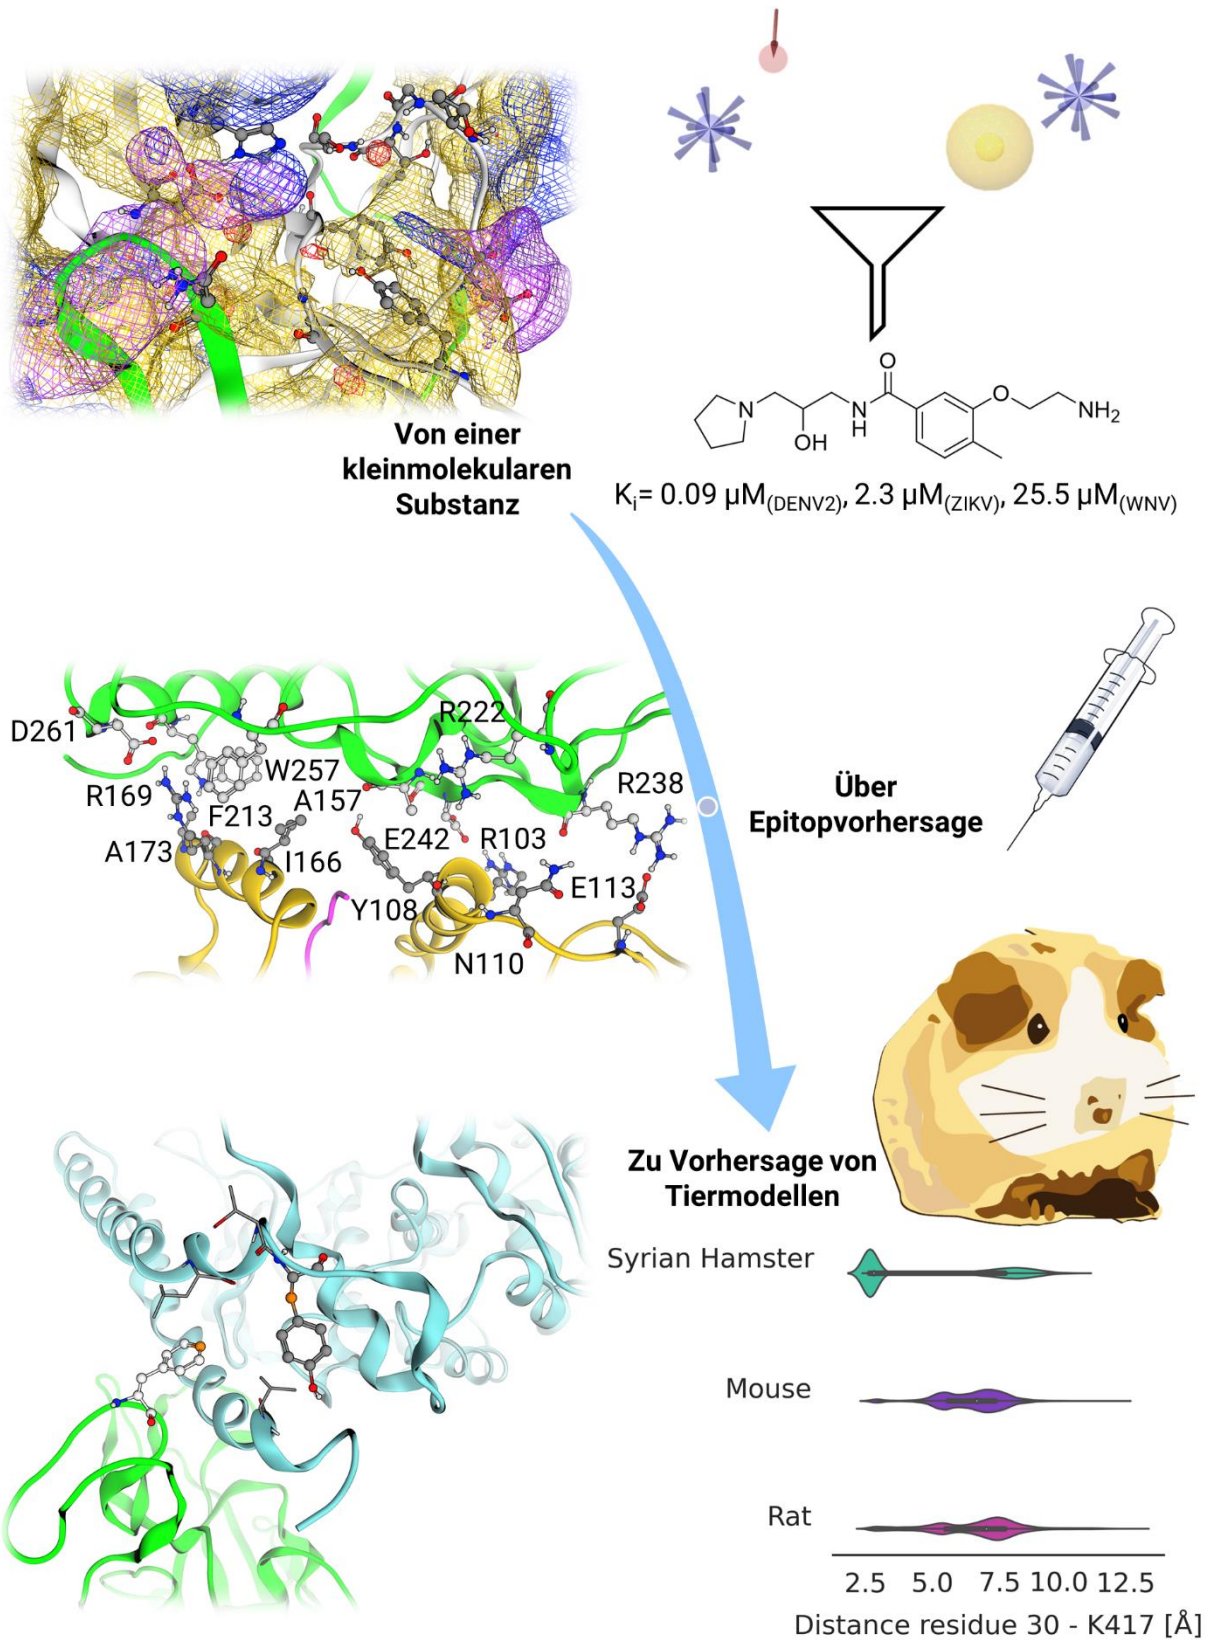 O
N
OH
N
H
O
NH₂
Von einer
kleinmolekularen
Substanz
Kᵢ= 0.09 µM(DENV2), 2.3 µM(ZIKV), 25.5 µM(WNV)
D261
R222
W257
R169
A157
R238
F213
A173
E242
R103
I166
E113
Y108
N110
Über
Epitopvorhersage
Zu Vorhersage von
Tiermodellen
Syrian Hamster
Mouse
Rat
2.5 5.0 7.5 10.0 12.5
Distance residue 30 - K417 [Å]